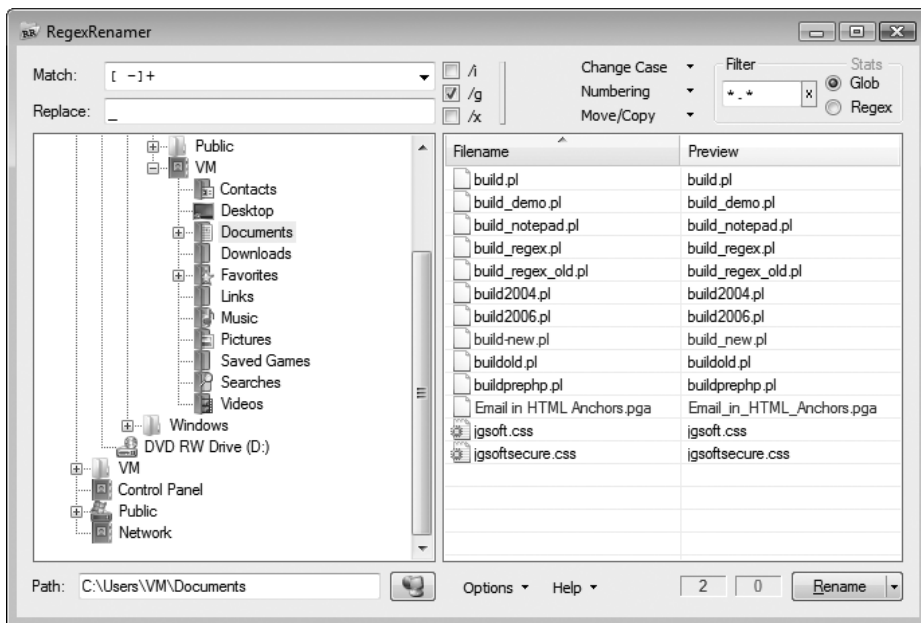 RegexRenamer
Match: [ -]+ /i Change Case Filter Stats
/g Numbering *.* x Glob
Replace: _ /x Move/Copy Regex
Public
VM
Contacts
Desktop
Documents
Downloads
Favorites
Links
Music
Pictures
Saved Games
Searches
Videos
Windows
DVD RW Drive (D:)
VM
Control Panel
Public
Network
Filename Preview
build.pl build.pl
build_demo.pl build_demo.pl
build_notepad.pl build_notepad.pl
build_regex.pl build_regex.pl
build_regex_old.pl build_regex_old.pl
build2004.pl build2004.pl
build2006.pl build2006.pl
build-new.pl build_new.pl
buildold.pl buildold.pl
buildprephp.pl buildprephp.pl
Email in HTML Anchors.pga Email_in_HTML_Anchors.pga
jgsoft.css jgsoft.css
jgsoftsecure.css jgsoftsecure.css
Path: C:\Users\VM\Documents Options Help 2 0 Rename